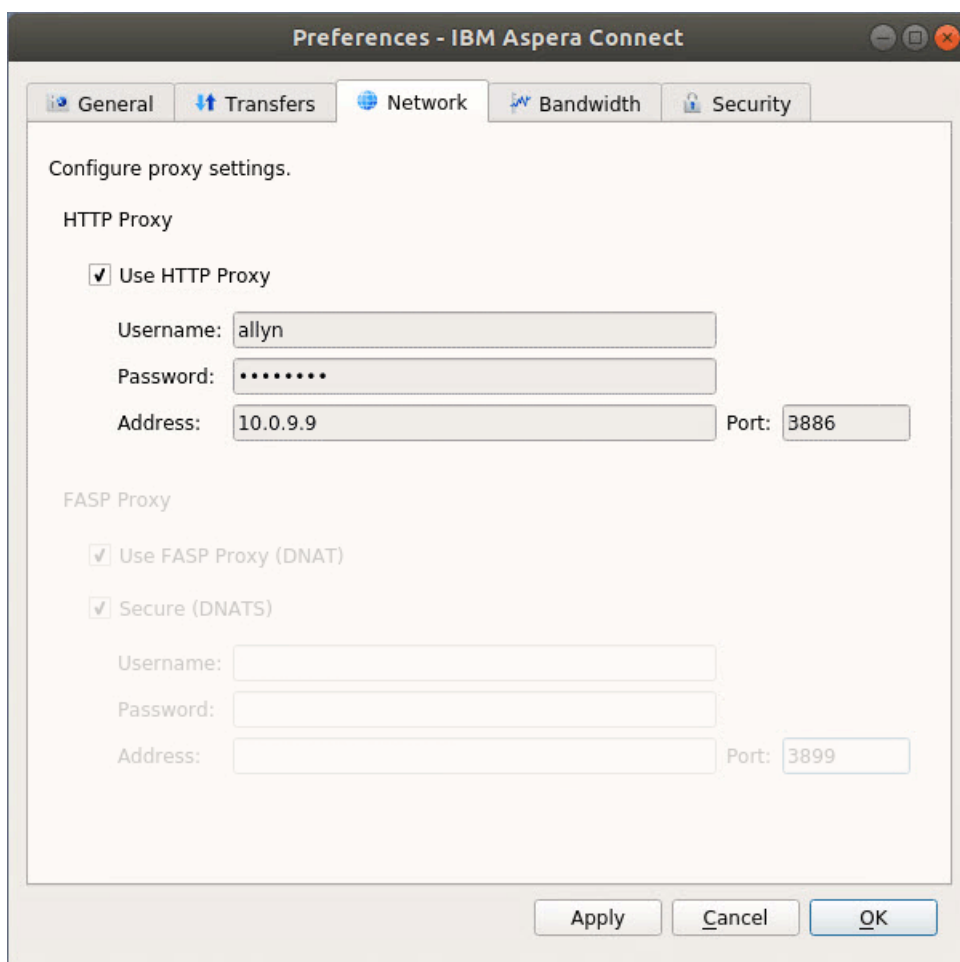 Preferences - IBM Aspera Connect
General Transfers Network Bandwidth Security
Configure proxy settings.
HTTP Proxy
Use HTTP Proxy
Username: allyn
Password: ••••••••
Address: 10.0.9.9 Port: 3886
FASP Proxy
Use FASP Proxy (DNAT)
Secure (DNATS)
Username:
Password:
Address: Port: 3899
Apply Cancel OK